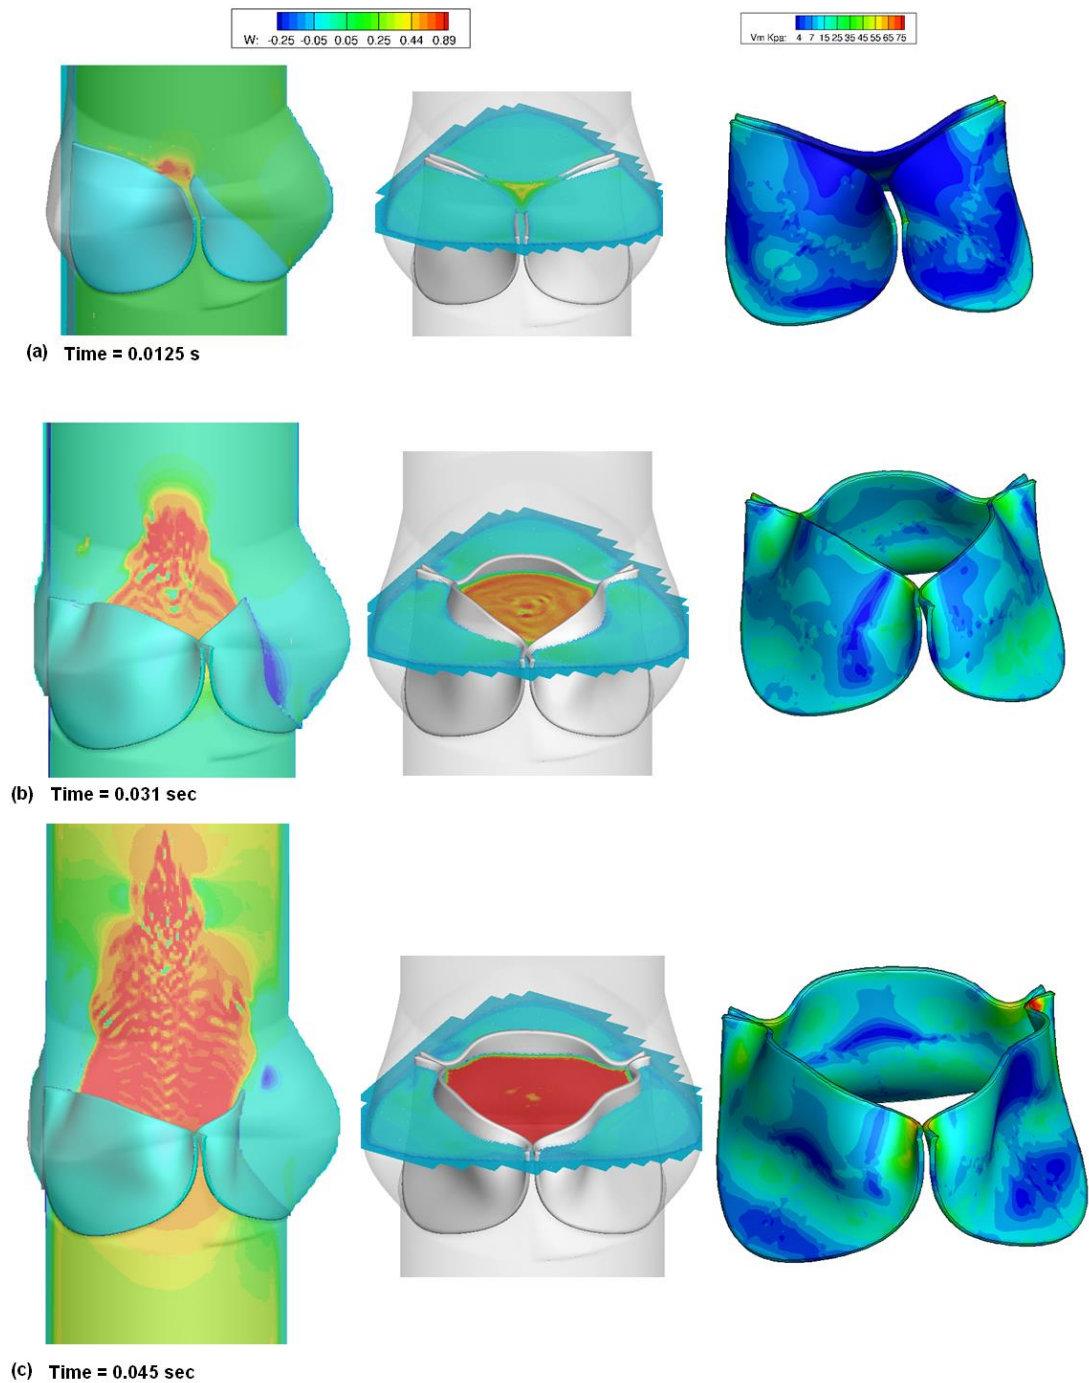 W: -0.25 -0.05 0.05 0.25 0.44 0.89
Vm Kpa: 4 7 15 25 35 45 55 65 75
(a) Time = 0.0125 s
(b) Time = 0.031 sec
(c) Time = 0.045 sec